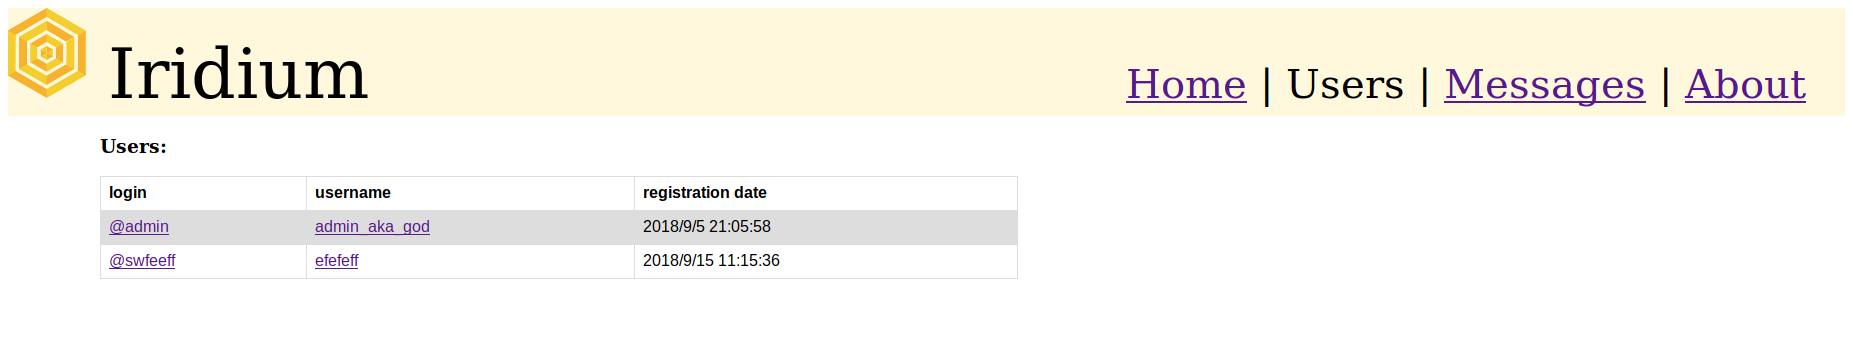 Iridium
Home | Users | Messages | About
Users:
login username registration date
@admin admin_aka_god 2018/9/5 21:05:58
@swfeeff efefeff 2018/9/15 11:15:36